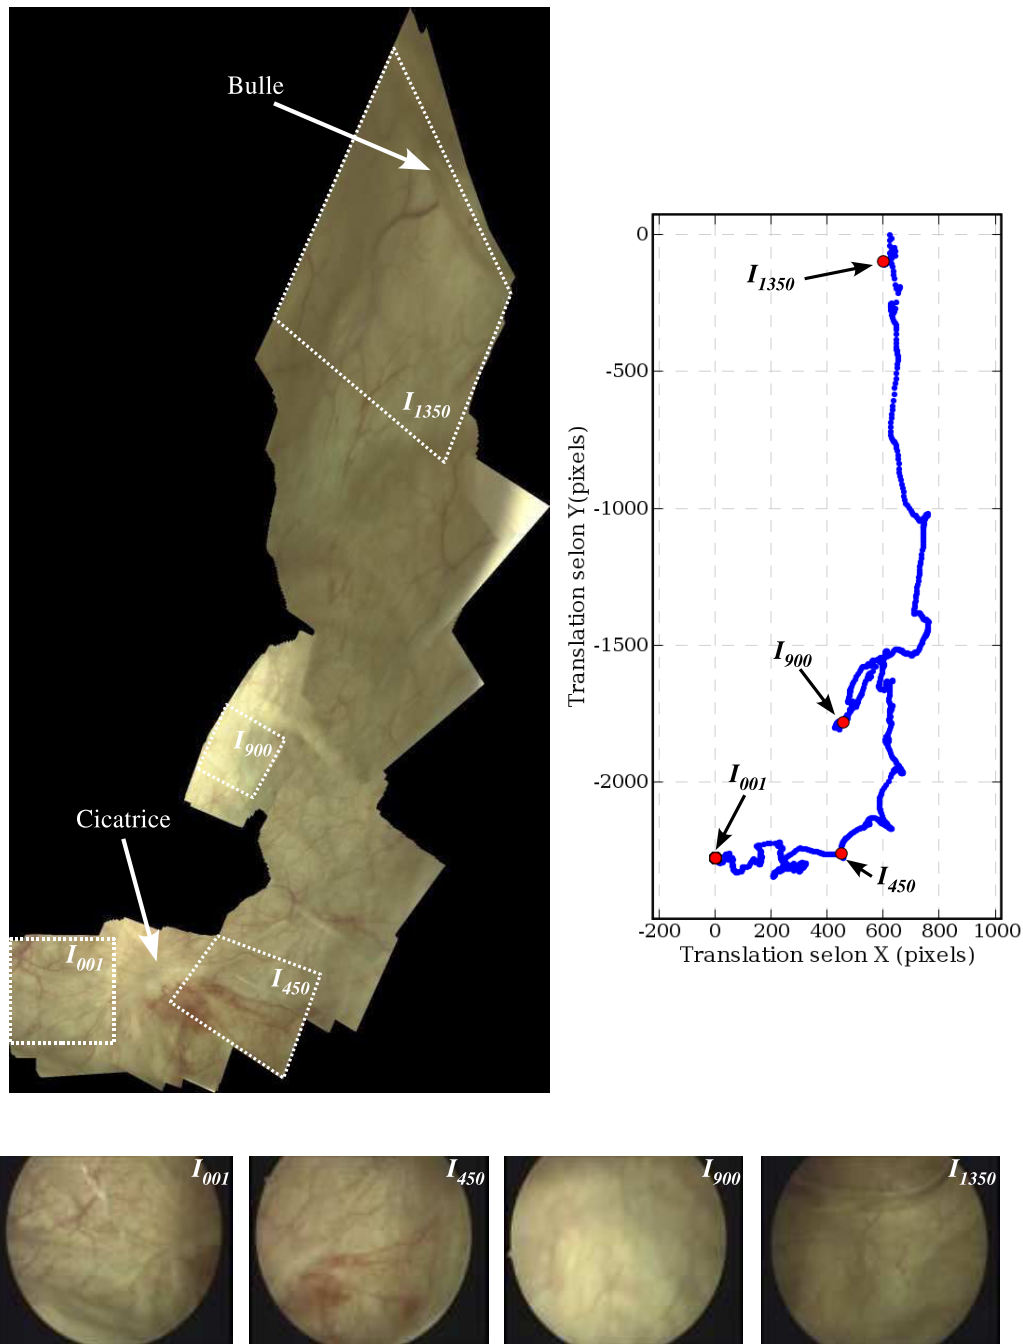 Bulle
I1350
I900
Cicatrice
I001
I450
0
-500
-1000
-1500
-2000
-200 0 200 400 600 800 1000
Translation selon X (pixels)
Translation selon Y(pixels)
I1350
I900
I001
I450
I001
I450
I900
I1350